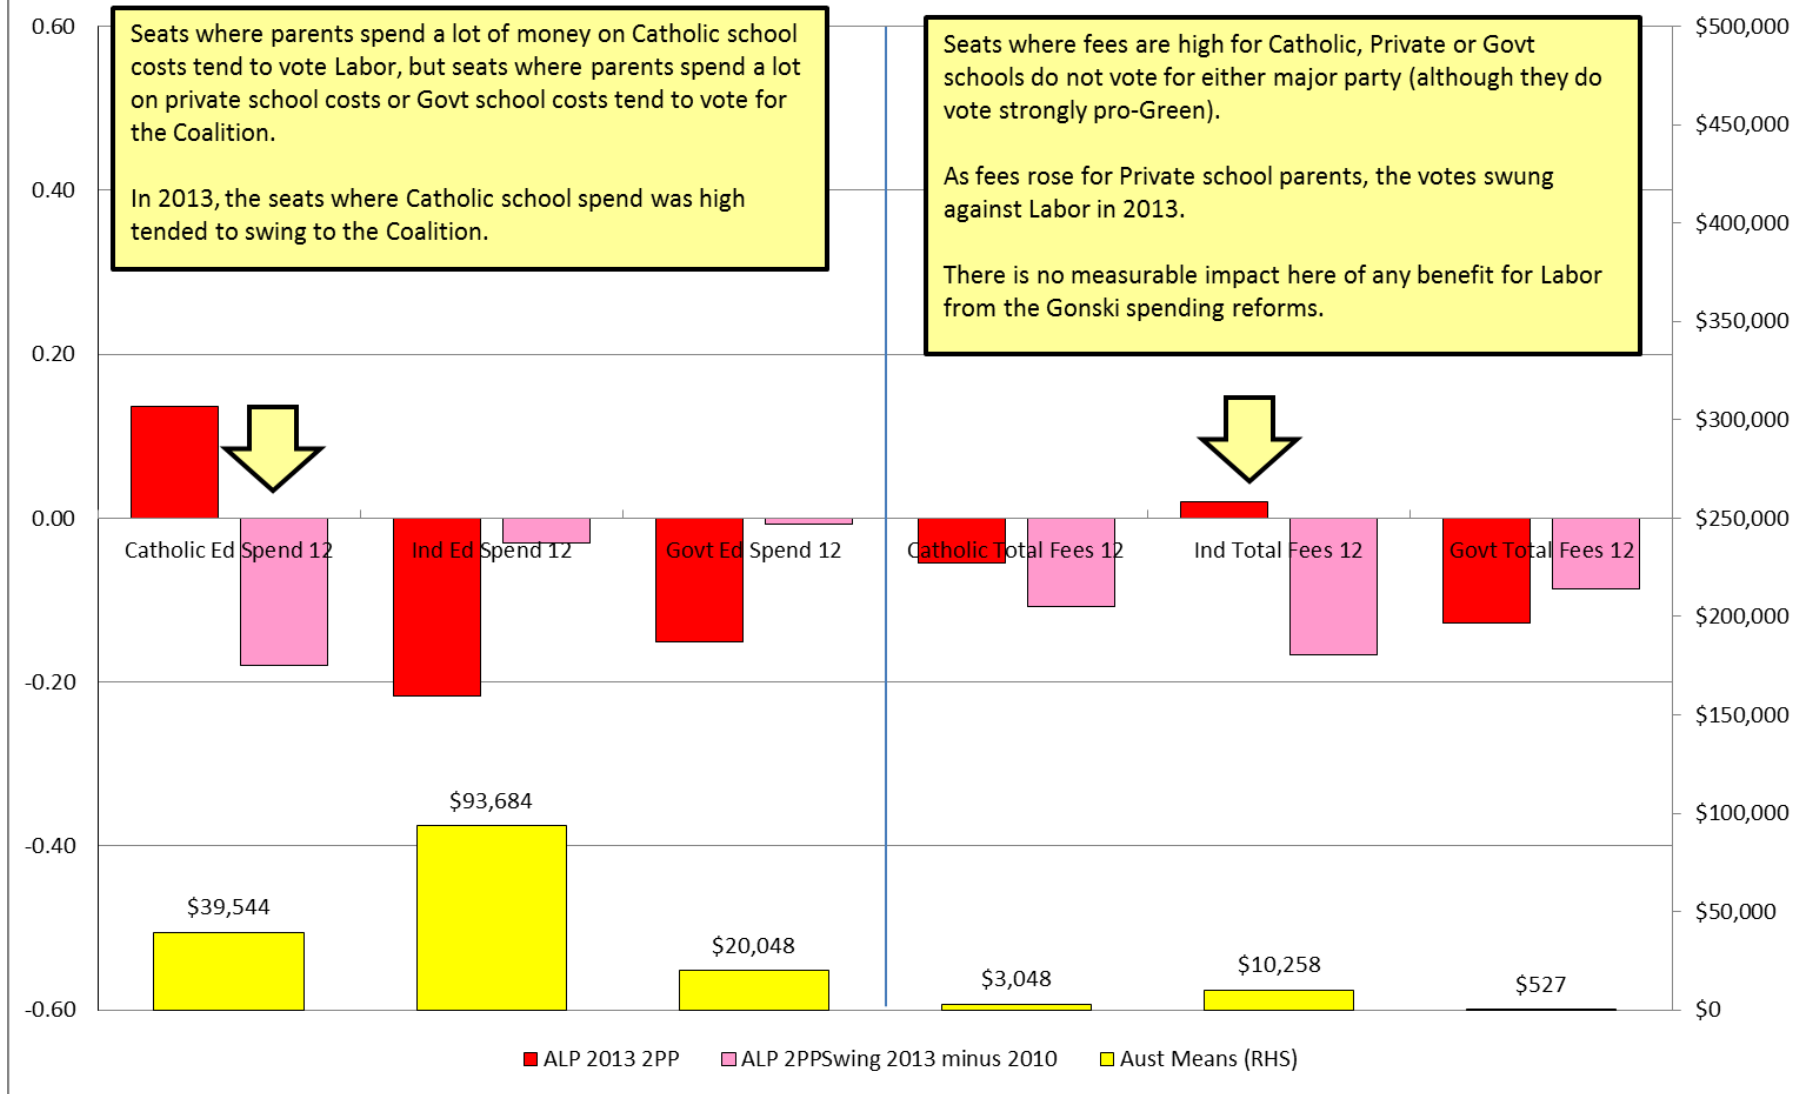 Seats where parents spend a lot of money on Catholic school
costs tend to vote Labor, but seats where parents spend a lot
on private school costs or Govt school costs tend to vote for
the Coalition.
In 2013, the seats where Catholic school spend was high
tended to swing to the Coalition.
Seats where fees are high for Catholic, Private or Govt
schools do not vote for either major party (although they do
vote strongly pro-Green).
As fees rose for Private school parents, the votes swung
against Labor in 2013.
There is no measurable impact here of any benefit for Labor
from the Gonski spending reforms.
0.60
0.40
0.20
0.00
-0.20
-0.40
-0.60
$500,000
$450,000
$400,000
$350,000
$300,000
$250,000
$200,000
$150,000
$100,000
$50,000
$0
Catholic Ed Spend 12
Ind Ed Spend 12
Govt Ed Spend 12
Catholic Total Fees 12
Ind Total Fees 12
Govt Total Fees 12
$39,544
$93,684
$20,048
$3,048
$10,258
$527
ALP 2013 2PP
ALP 2PPSwing 2013 minus 2010
Aust Means (RHS)